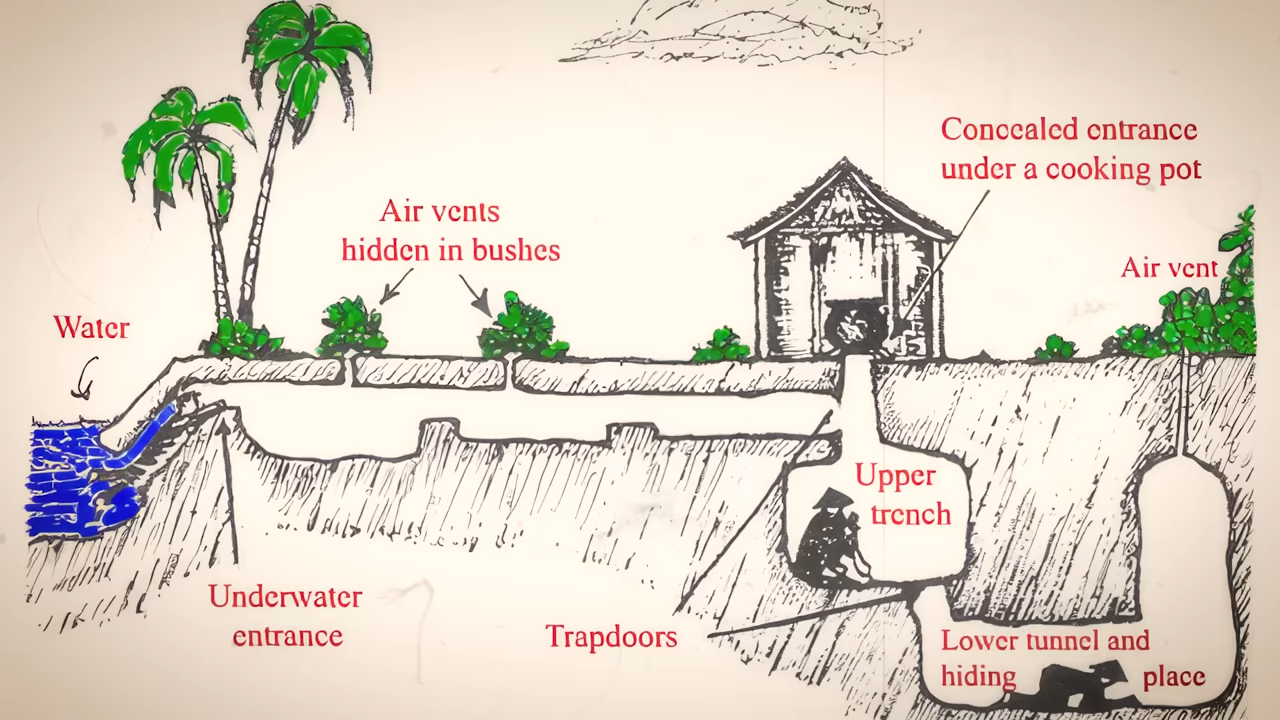 Concealed entrance
under a cooking pot
Air vents
hidden in bushes
Air vent
Water
Upper
trench
Underwater
entrance
Trapdoors
Lower tunnel and
hiding place